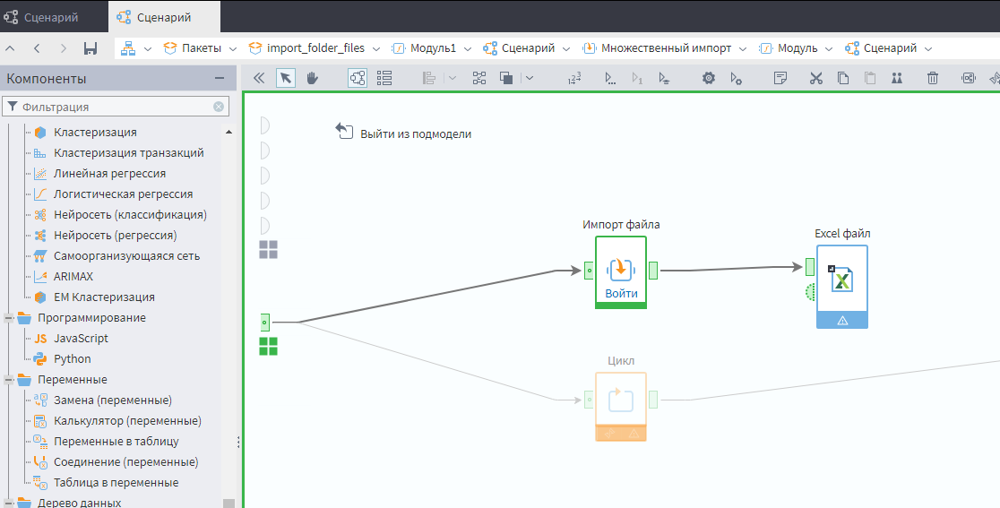 Сценарий
Сценарий
Пакеты
import_folder_files
Модуль1
Сценарий
Множественный импорт
Модуль
Сценарий
Компоненты
Фильтрация
Кластеризация
Кластеризация транзакций
Линейная регрессия
Логистическая регрессия
Нейросеть (классификация)
Нейросеть (регрессия)
Самоорганизующаяся сеть
ARIMAX
EM Кластеризация
Программирование
JS JavaScript
Python
Переменные
Замена (переменные)
Калькулятор (переменные)
Переменные в таблицу
Соединение (переменные)
Таблица в переменные
Дерево данных
Выйти из подмодели
Импорт файла
Войти
Excel файл
Цикл